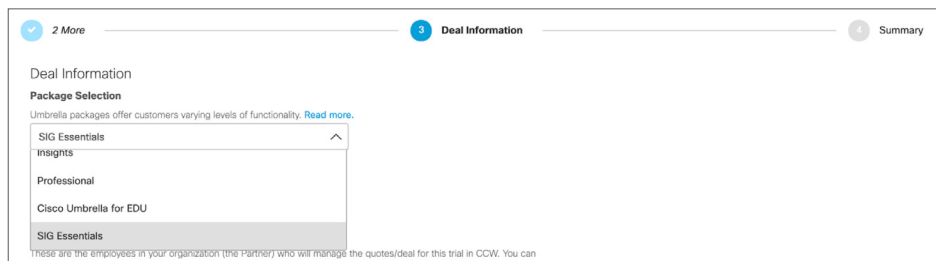 2 More
3
Deal Information
4
Summary
Deal Information
Package Selection
Umbrella packages offer customers varying levels of functionality. Read more.
SIG Essentials
Insights
Professional
Cisco Umbrella for EDU
SIG Essentials
These are the employees in your organization (the Partner) who will manage the quotes/deal for this trial in CCW. You can